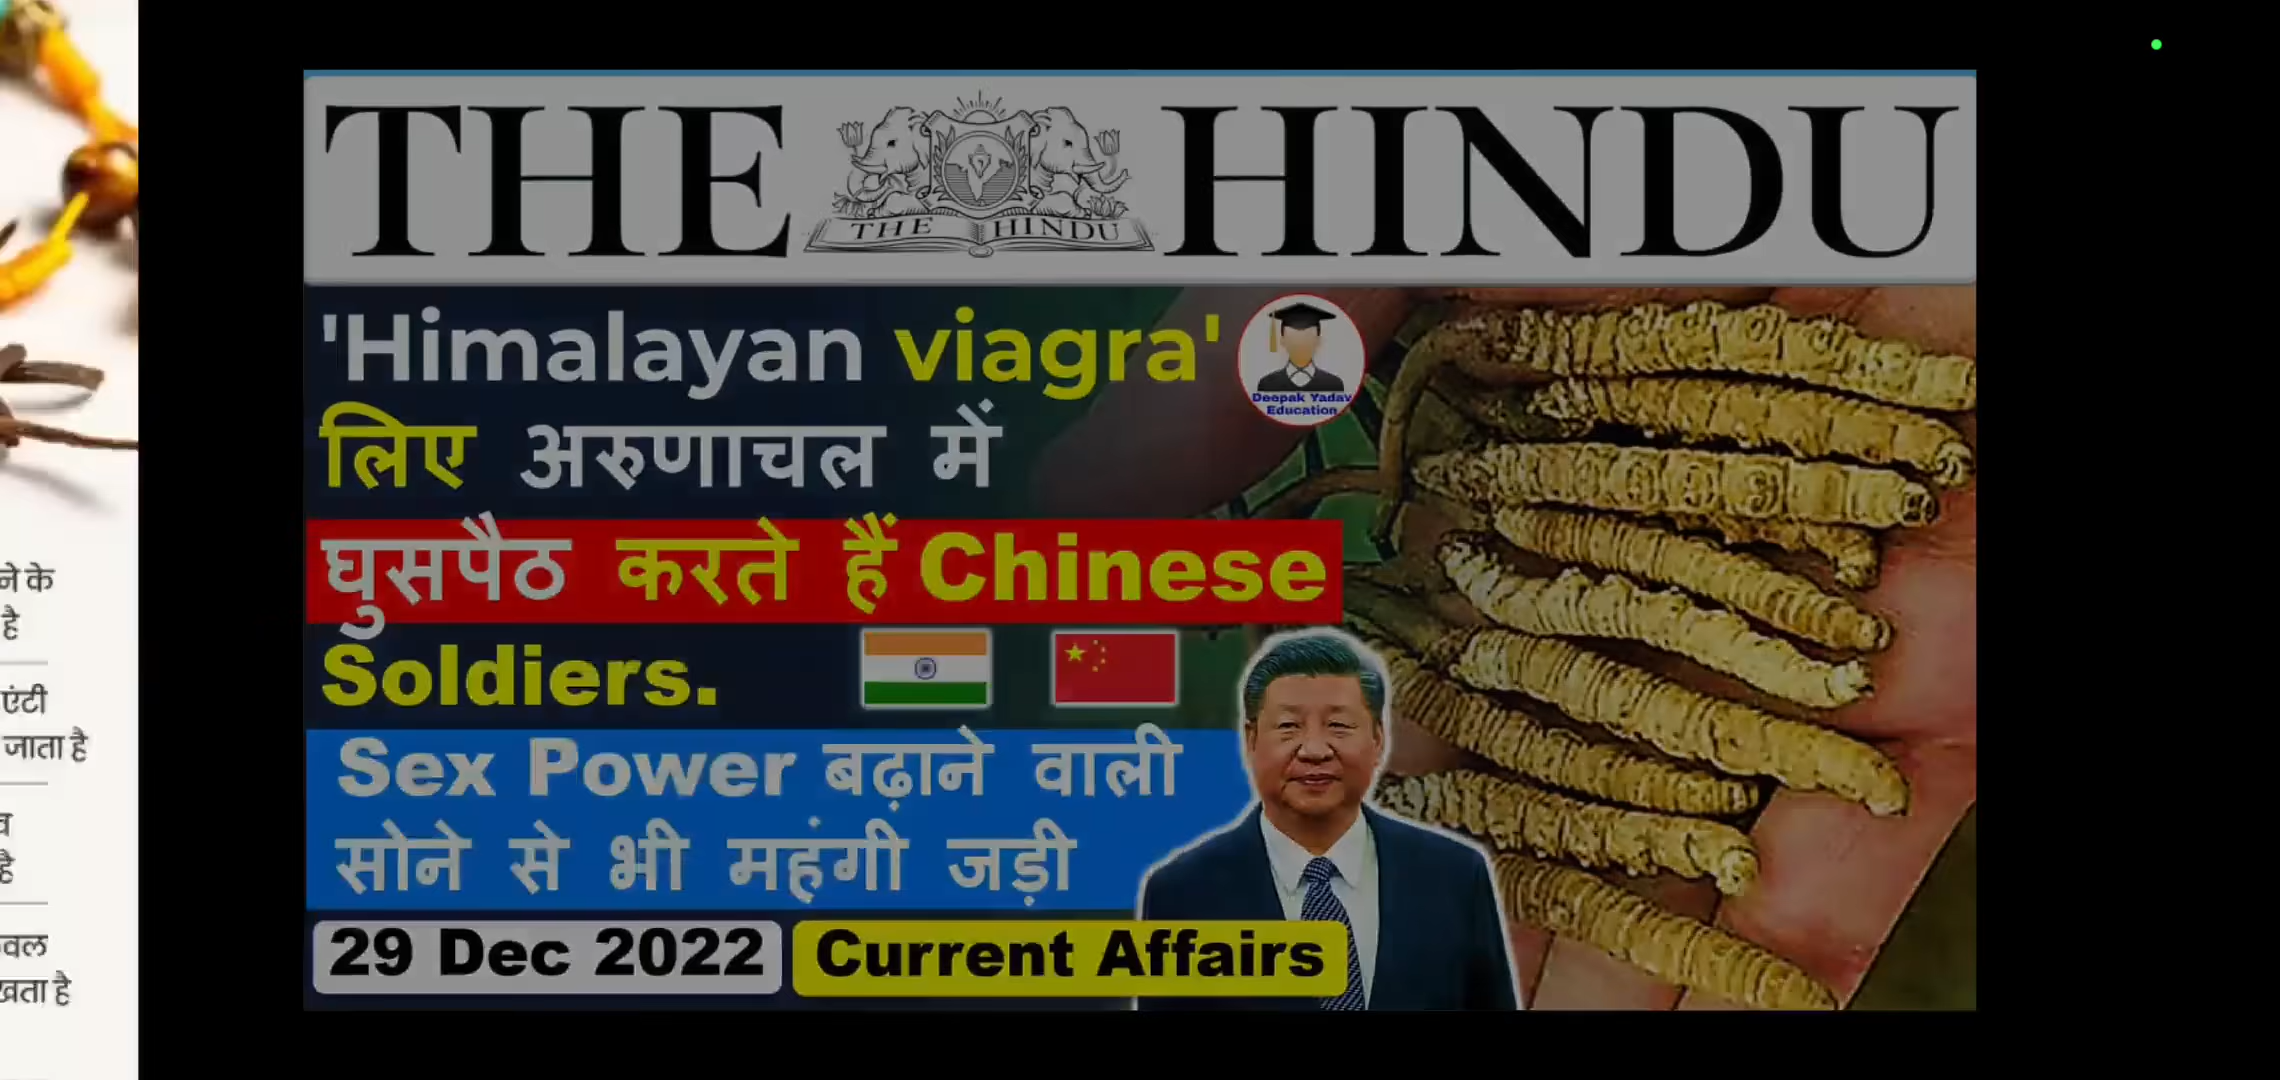 THE HINDU
THE HINDU
'Himalayan viagra'
Deepak Yadav
Education
लिए अरुणाचल में
घुसपैठ करते हैं Chinese
Soldiers.
Sex Power बढ़ाने वाली
सोने से भी महंगी जड़ी
29 Dec 2022 Current Affairs
ने के
है
एंटी
जाता है
है